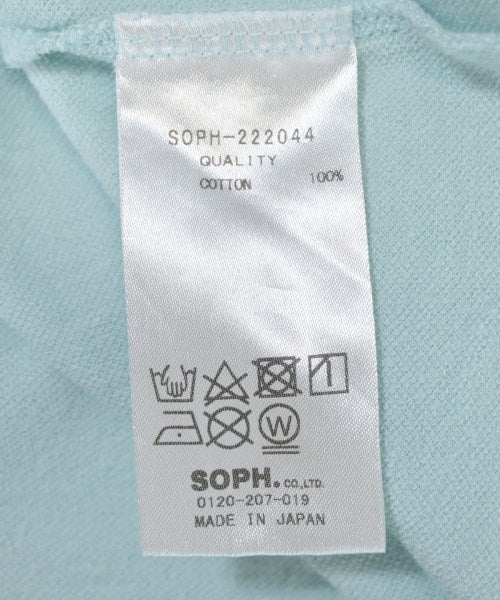 SOPH-222044
QUALITY
COTTON 100%
W
SOPH. CO.,LTD.
0120-207-019
MADE IN JAPAN